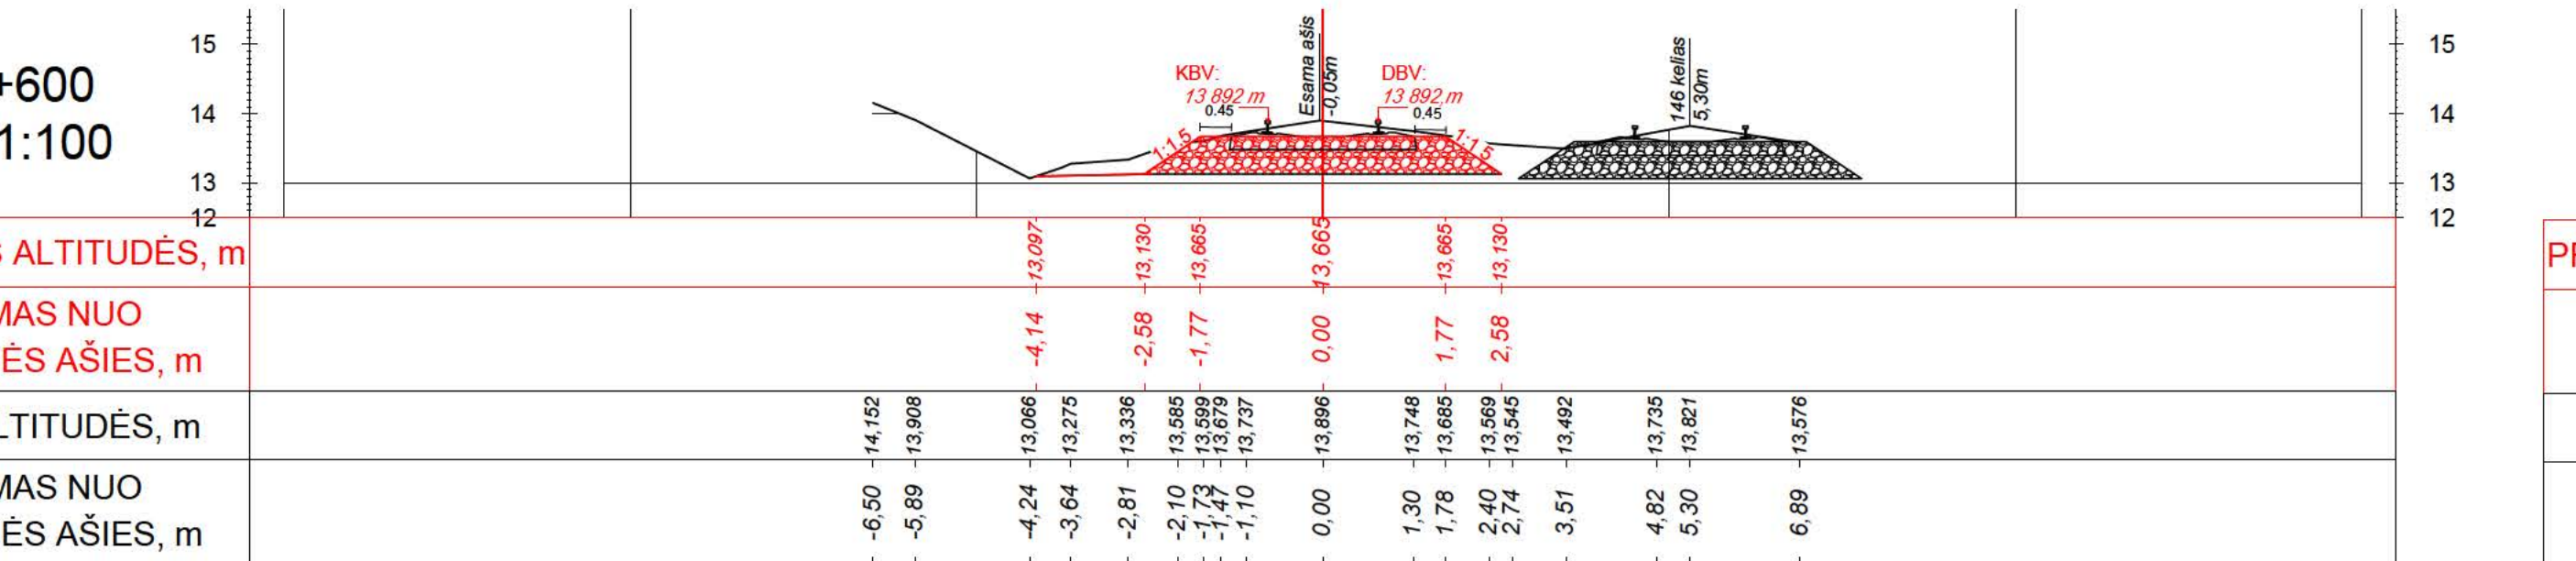 15
14
13
12
+600
1:100
KBV:
13 892 m
0.45
1:1.5
Esama ašis
-0,05m
DBV:
13 892 m
0.45
1:1.5
146 kelias
5,30m
15
14
13
12
S ALTITUDĖS, m
13,097 13,130 13,665 13,665 13,665 13,130
MAS NUO
ĖS AŠIES, m
-4,14 -2,58 -1,77 0,00 1,77 2,58
LTITUDĖS, m
14,152 13,908 13,066 13,275 13,336 13,585 13,599 13,679 13,737 13,896 13,748 13,685 13,569 13,545 13,492 13,735 13,821 13,576
MAS NUO
ĖS AŠIES, m
-6,50 -5,89 -4,24 -3,64 -2,81 -2,10 -1,73 -1,47 -1,10 0,00 1,30 1,78 2,40 2,74 3,51 4,82 5,30 6,89